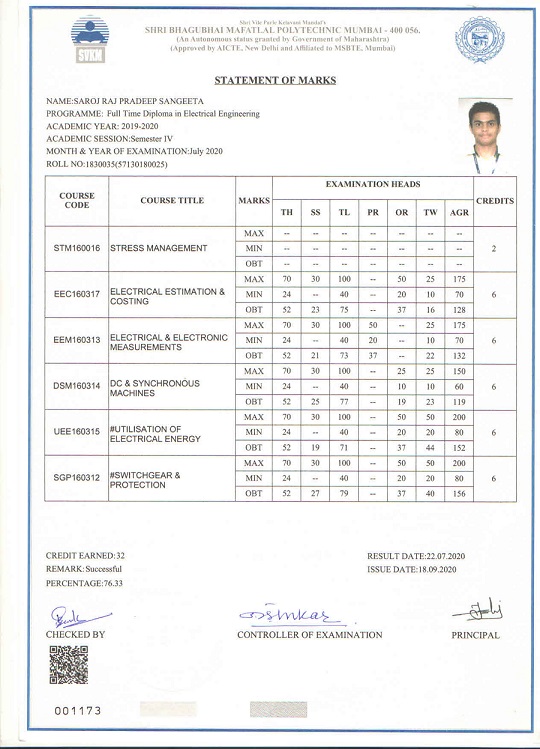 Shri Vile Parle Kelavani Mandal's
SHRI BHAGUBHAI MAFATLAL POLYTECHNIC MUMBAI - 400 056.
(An Autonomous status granted by Government of Maharashtra)
(Approved by AICTE, New Delhi and Affiliated to MSBTE, Mumbai)
SVKM
STATEMENT OF MARKS
NAME:SAROJ RAJ PRADEEP SANGEETA
PROGRAMME: Full Time Diploma in Electrical Engineering
ACADEMIC YEAR: 2019-2020
ACADEMIC SESSION:Semester IV
MONTH & YEAR OF EXAMINATION:July 2020
ROLL NO:1830035(57130180025)
COURSE CODE COURSE TITLE MARKS EXAMINATION HEADS CREDITS
TH SS TL PR OR TW AGR
STM160016 STRESS MANAGEMENT 2
MAX -- -- -- -- -- -- --
MIN -- -- -- -- -- -- --
OBT -- -- -- -- -- -- --
EEC160317 ELECTRICAL ESTIMATION & COSTING 6
MAX 70 30 100 -- 50 25 175
MIN 24 -- 40 -- 20 10 70
OBT 52 23 75 -- 37 16 128
EEM160313 ELECTRICAL & ELECTRONIC MEASUREMENTS 6
MAX 70 30 100 50 -- 25 175
MIN 24 -- 40 20 -- 10 70
OBT 52 21 73 37 -- 22 132
DSM160314 DC & SYNCHRONOUS MACHINES 6
MAX 70 30 100 -- 25 25 150
MIN 24 -- 40 -- 10 10 60
OBT 52 25 77 -- 19 23 119
UEE160315 #UTILISATION OF ELECTRICAL ENERGY 6
MAX 70 30 100 -- 50 50 200
MIN 24 -- 40 -- 20 20 80
OBT 52 19 71 -- 37 44 152
SGP160312 #SWITCHGEAR & PROTECTION 6
MAX 70 30 100 -- 50 50 200
MIN 24 -- 40 -- 20 20 80
OBT 52 27 79 -- 37 40 156
CREDIT EARNED:32
REMARK:Successful
PERCENTAGE:76.33
RESULT DATE:22.07.2020
ISSUE DATE:18.09.2020
CHECKED BY
CONTROLLER OF EXAMINATION
PRINCIPAL
001173